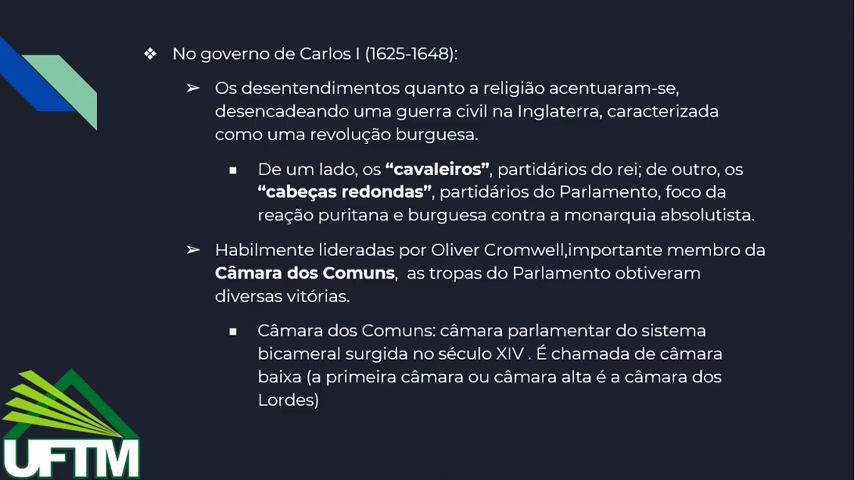 ❖ No governo de Carlos I (1625-1648):
➢ Os desentendimentos quanto a religião acentuaram-se,
desencadeando uma guerra civil na Inglaterra, caracterizada
como uma revolução burguesa.
■ De um lado, os “cavaleiros”, partidários do rei; de outro, os
“cabeças redondas”, partidários do Parlamento, foco da
reação puritana e burguesa contra a monarquia absolutista.
➢ Habilmente lideradas por Oliver Cromwell,importante membro da
Câmara dos Comuns, as tropas do Parlamento obtiveram
diversas vitórias.
■ Câmara dos Comuns: câmara parlamentar do sistema
bicameral surgida no século XIV . É chamada de câmara
baixa (a primeira câmara ou câmara alta é a câmara dos
Lordes)
UFTM